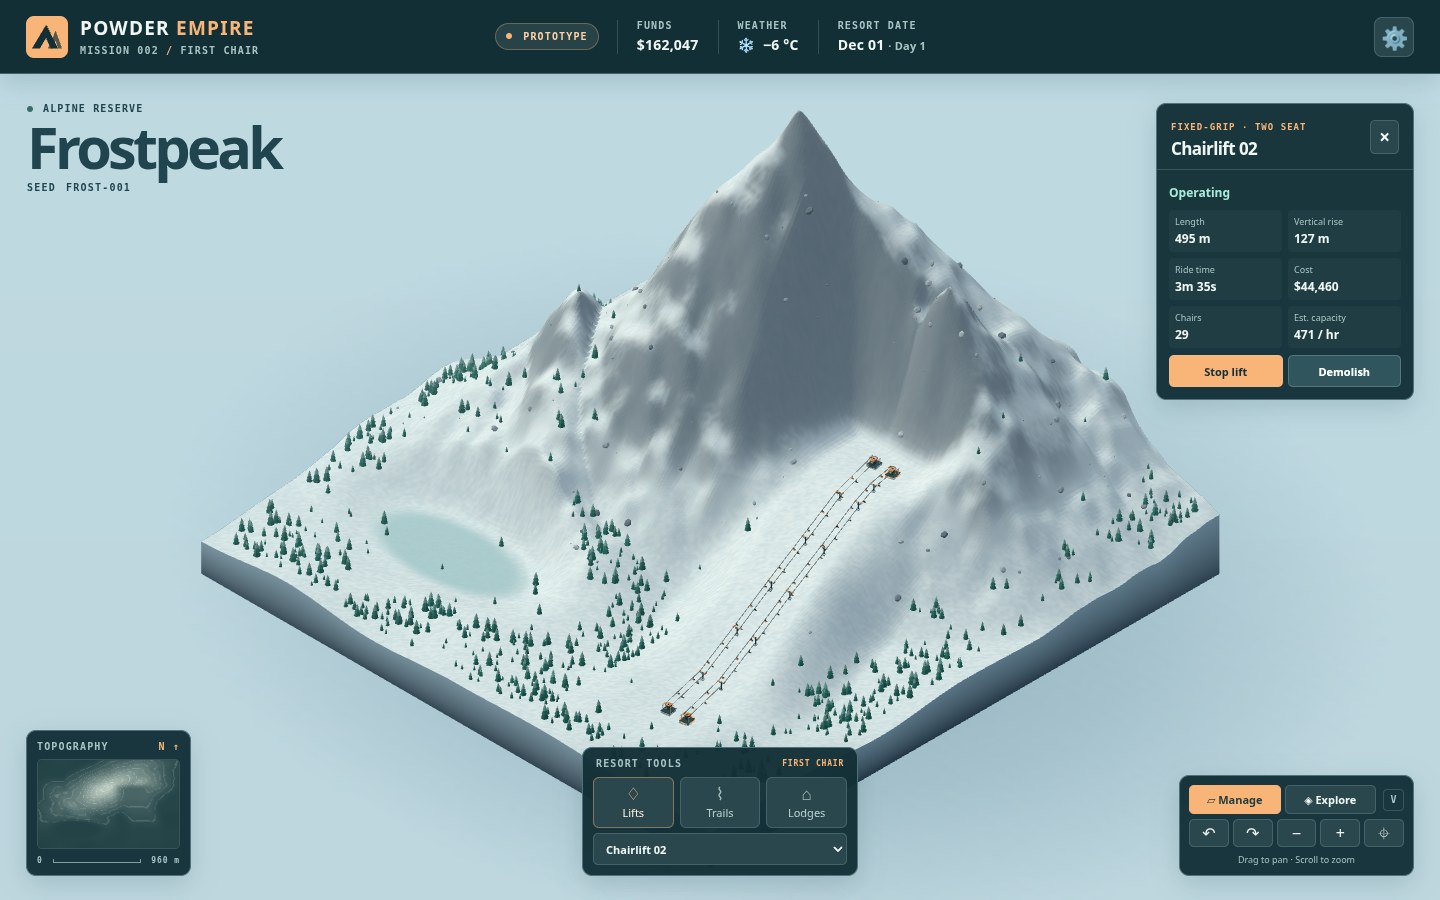 POWDER EMPIRE
MISSION 002 / FIRST CHAIR
PROTOTYPE
FUNDS
$162,047
WEATHER
−6 °C
RESORT DATE
Dec 01 · Day 1
ALPINE RESERVE
Frostpeak
SEED FROST-001
FIXED-GRIP · TWO SEAT
Chairlift 02
×
Operating
Length
495 m
Vertical rise
127 m
Ride time
3m 35s
Cost
$44,460
Chairs
29
Est. capacity
471 / hr
Stop lift
Demolish
TOPOGRAPHY
N ↑
0
960 m
RESORT TOOLS
FIRST CHAIR
Lifts
Trails
Lodges
Chairlift 02
Manage
Explore
V
Drag to pan · Scroll to zoom